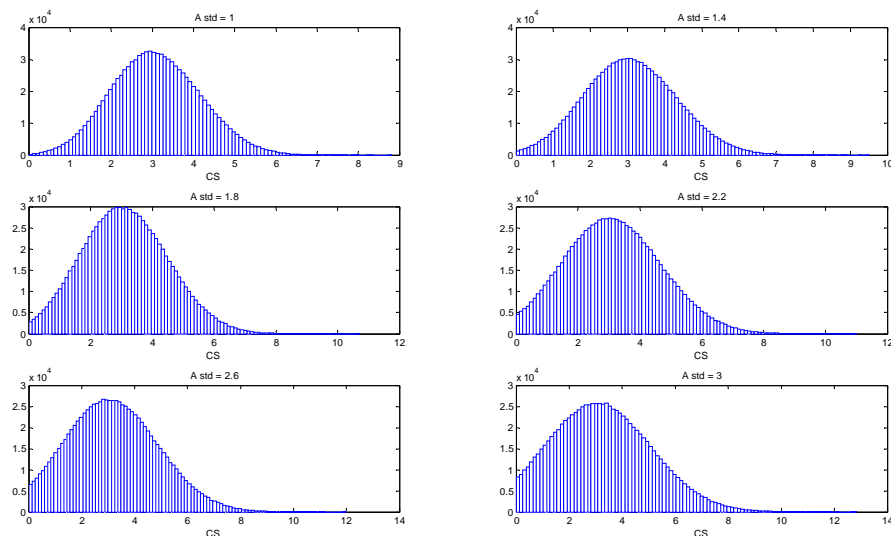 A std = 1
x 10^4
4
3
2
1
0
0 1 2 3 4 5 6 7 8 9
CS
A std = 1.4
x 10^4
4
3
2
1
0
0 1 2 3 4 5 6 7 8 9 10
CS
A std = 1.8
x 10^4
3
2.5
2
1.5
1
0.5
0
0 2 4 6 8 10 12
CS
A std = 2.2
x 10^4
3
2.5
2
1.5
1
0.5
0
0 2 4 6 8 10 12
CS
A std = 2.6
x 10^4
3
2.5
2
1.5
1
0.5
0
0 2 4 6 8 10 12 14
CS
A std = 3
x 10^4
3
2.5
2
1.5
1
0.5
0
0 2 4 6 8 10 12 14
CS